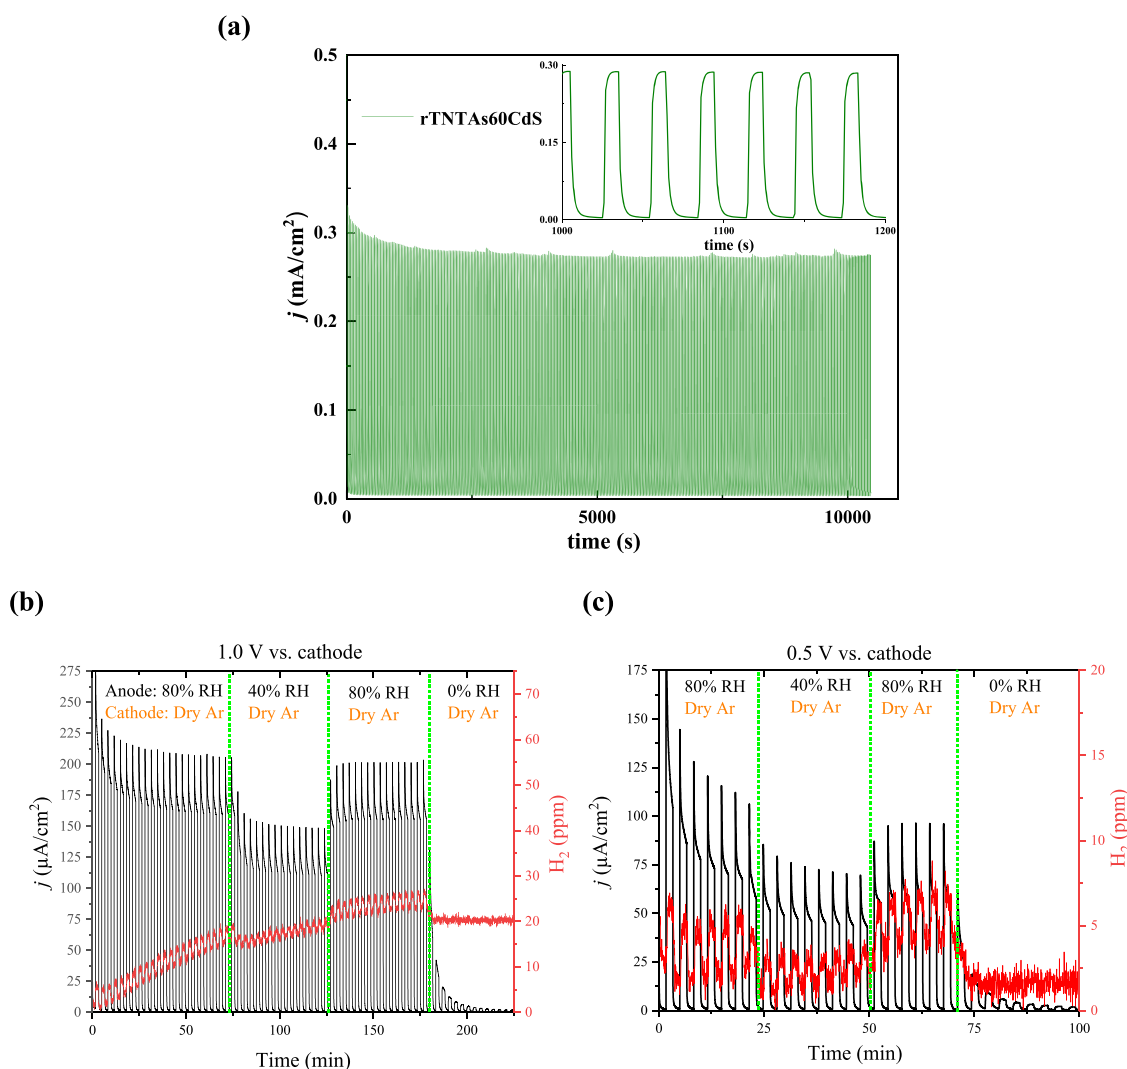 (a)
0.5
0.4
0.3
0.2
0.1
0.0
j (mA/cm²)
rTNTAs60CdS
0
5000
10000
time (s)
0.30
0.15
0.00
1000
1100
1200
time (s)
(b)
1.0 V vs. cathode
275
250
225
200
175
150
125
100
75
50
25
0
j (µA/cm²)
Anode: 80% RH
40% RH
80% RH
0% RH
Cathode: Dry Ar
Dry Ar
Dry Ar
Dry Ar
70
60
50
40
30
20
10
0
H₂ (ppm)
0
50
100
150
200
Time (min)
(c)
0.5 V vs. cathode
175
150
125
100
75
50
25
0
j (µA/cm²)
80% RH
40% RH
80% RH
0% RH
Dry Ar
Dry Ar
Dry Ar
Dry Ar
20
15
10
5
0
H₂ (ppm)
0
25
50
75
100
Time (min)